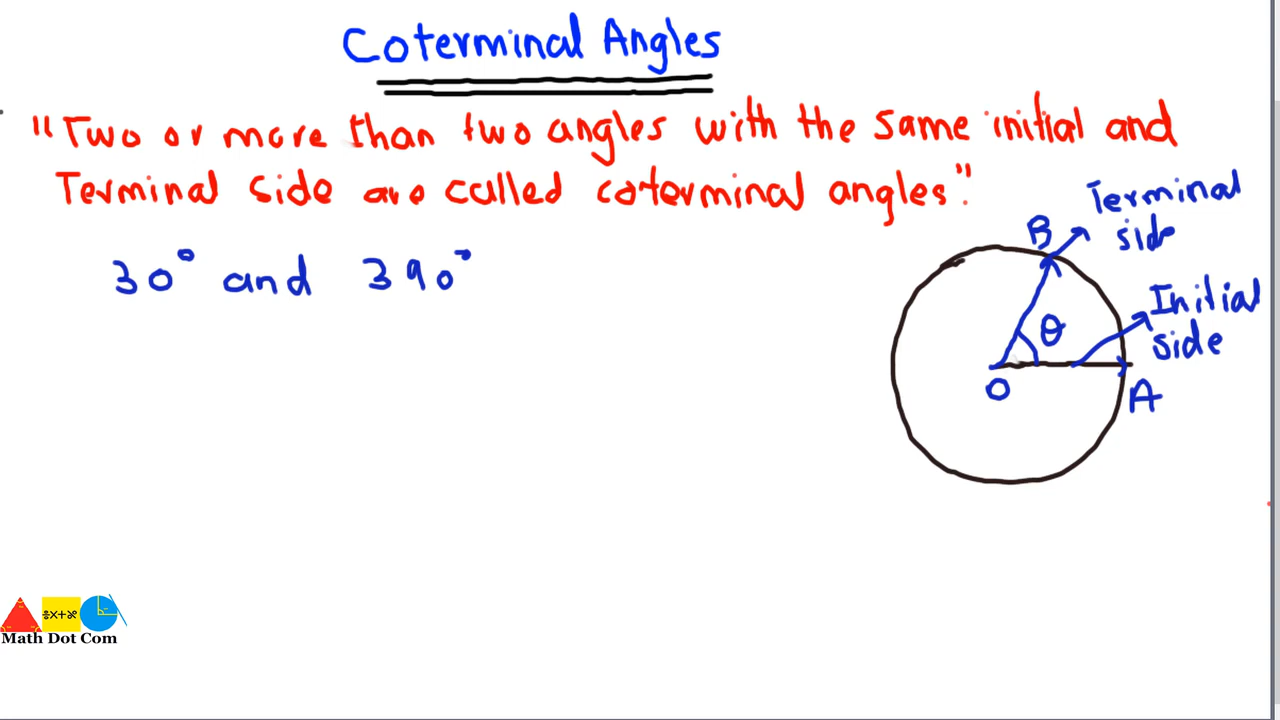 Coterminal Angles
"Two or more than two angles with the same initial and
Terminal side are called coterminal angles".
30° and 390°
Terminal
side
B
Initial
side
θ
O
A
÷x+
Math Dot Com